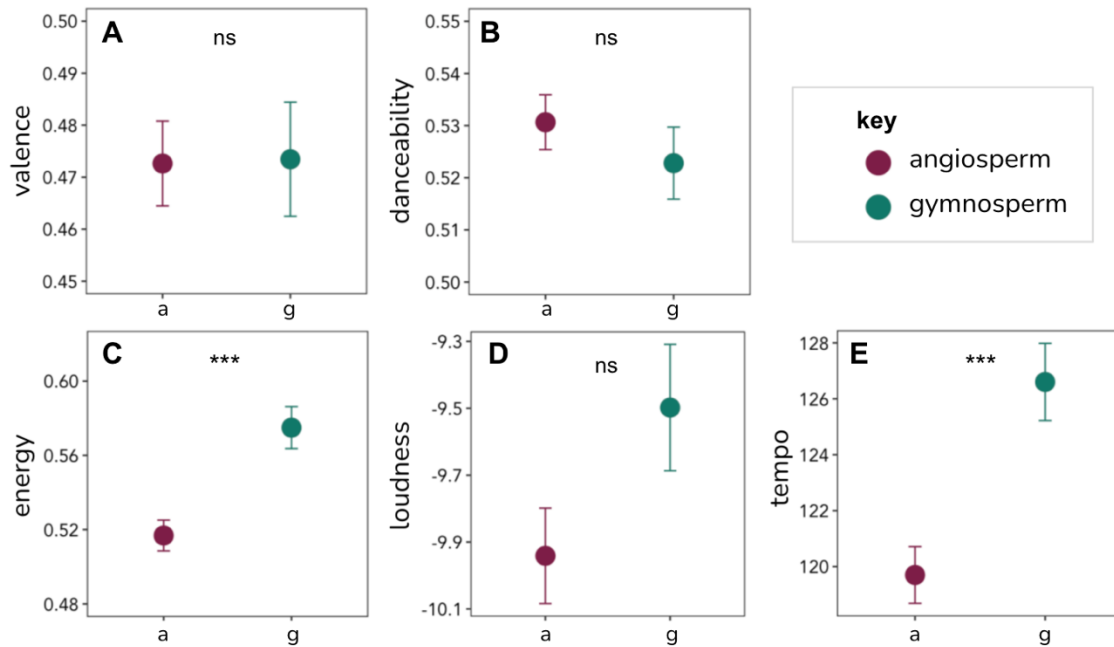 A
ns
valence
0.50
0.49
0.48
0.47
0.46
0.45
a
g
B
ns
danceability
0.55
0.54
0.53
0.52
0.51
0.50
a
g
key
angiosperm
gymnosperm
C
***
energy
0.60
0.56
0.52
0.48
a
g
D
ns
loudness
-9.3
-9.5
-9.7
-9.9
-10.1
a
g
E
***
tempo
128
126
124
122
120
a
g